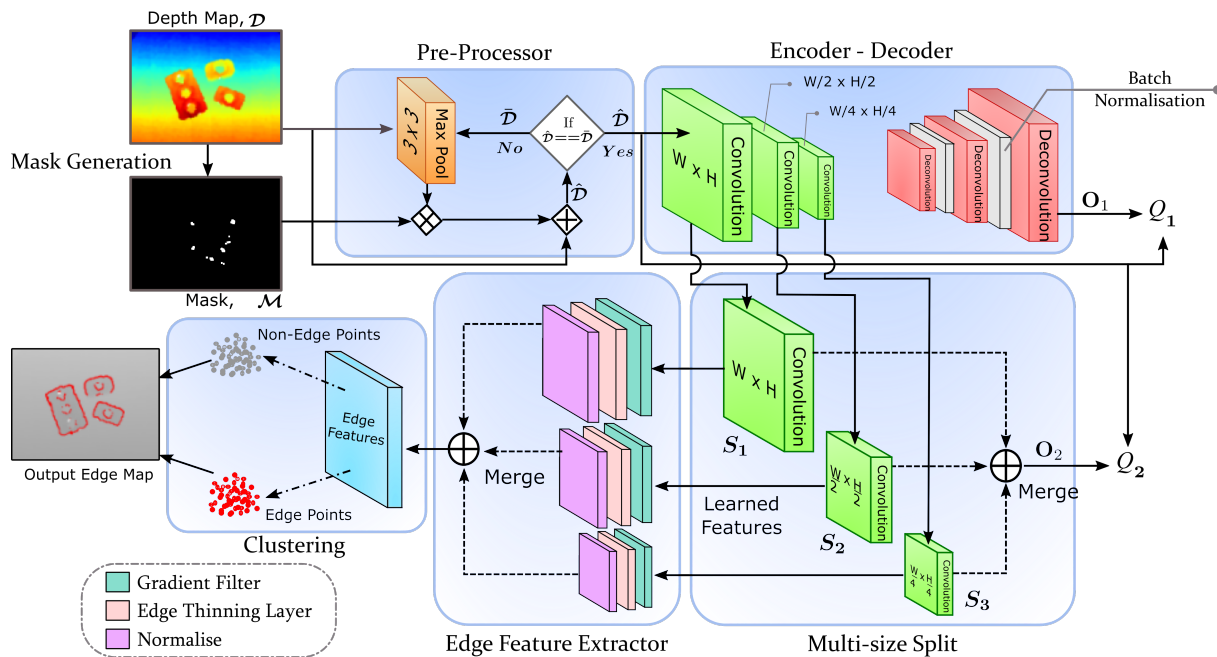 Depth Map, 𝒟
Pre-Processor
Encoder - Decoder
Mask Generation
3 x 3
Max Pool
D̄
No
If
D̂==D̄
D̂
Yes
D̂
W x H
Convolution
W/2 x H/2
Convolution
W/4 x H/4
Convolution
Deconvolution
Deconvolution
Deconvolution
Batch
Normalisation
O₁
Q₁
Mask, ℳ
Non-Edge Points
Edge
Features
Edge Points
Output Edge Map
Clustering
Merge
Learned
Features
W x H
Convolution
S₁
W/2 x H/2
Convolution
S₂
W/4 x H/4
Convolution
S₃
Merge
O₂
Q₂
Gradient Filter
Edge Thinning Layer
Normalise
Edge Feature Extractor
Multi-size Split